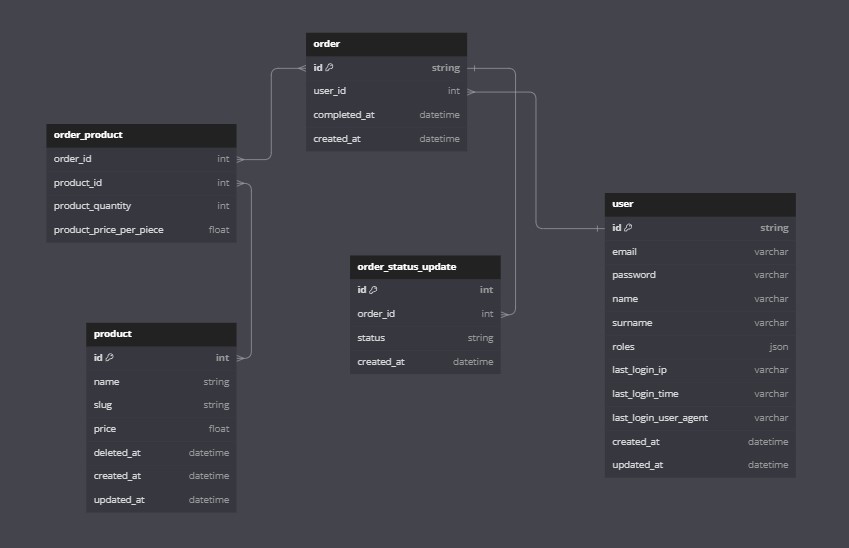 order
id string
user_id int
completed_at datetime
created_at datetime
order_product
order_id int
product_id int
product_quantity int
product_price_per_piece float
user
id string
email varchar
password varchar
name varchar
surname varchar
roles json
last_login_ip varchar
last_login_time varchar
last_login_user_agent varchar
created_at datetime
updated_at datetime
order_status_update
id int
order_id int
status string
created_at datetime
product
id int
name string
slug string
price float
deleted_at datetime
created_at datetime
updated_at datetime